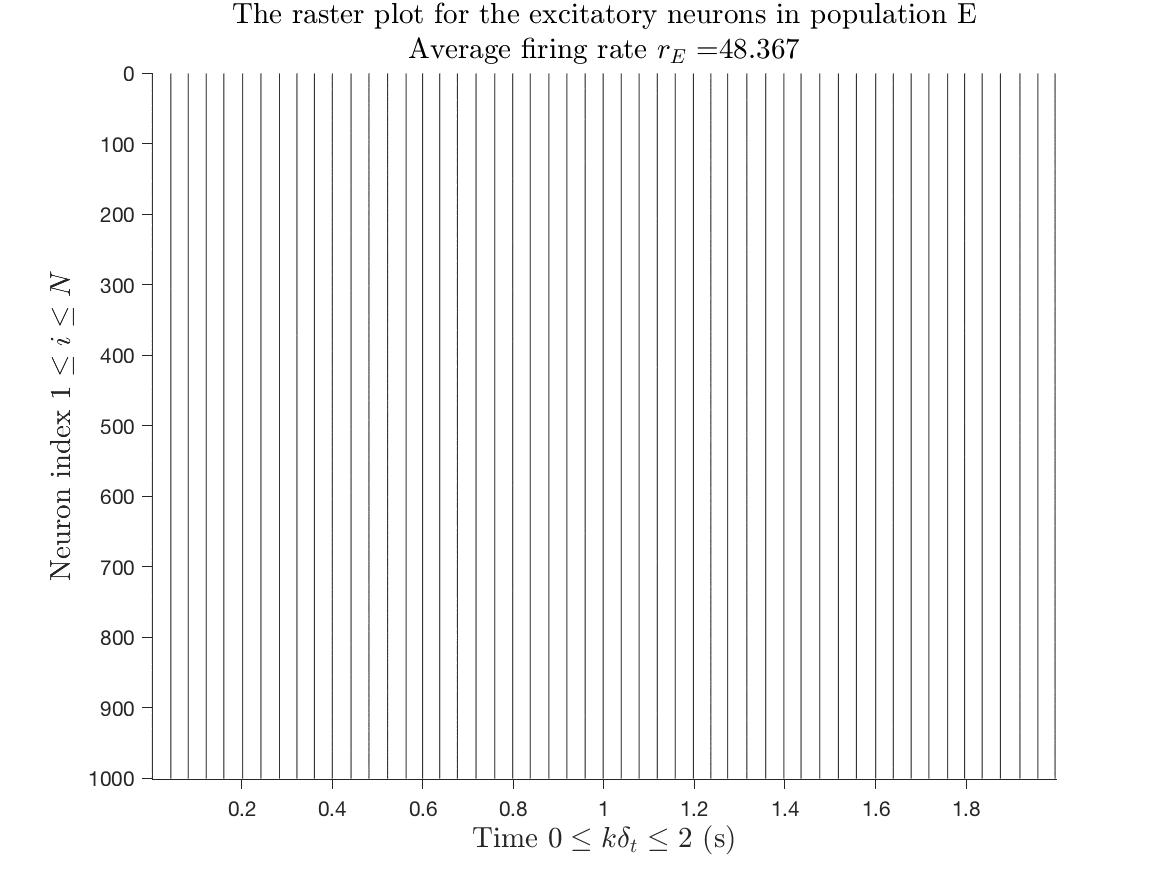 The raster plot for the excitatory neurons in population E
Average firing rate r_E =48.367
Neuron index 1 ≤ i ≤ N
0
100
200
300
400
500
600
700
800
900
1000
0.2 0.4 0.6 0.8 1 1.2 1.4 1.6 1.8
Time 0 ≤ kδ_t ≤ 2 (s)